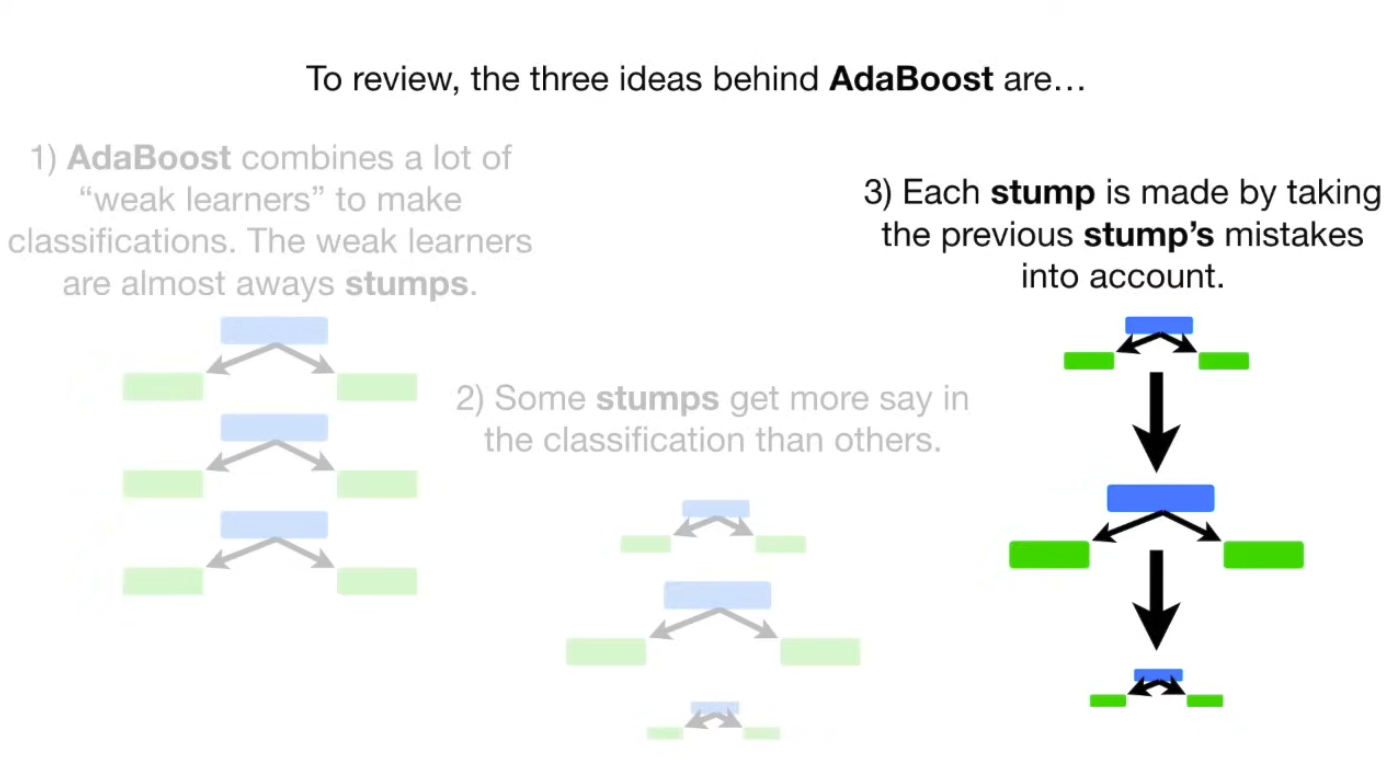 To review, the three ideas behind AdaBoost are…
1) AdaBoost combines a lot of
“weak learners” to make
classifications. The weak learners
are almost aways stumps.
2) Some stumps get more say in
the classification than others.
3) Each stump is made by taking
the previous stump’s mistakes
into account.